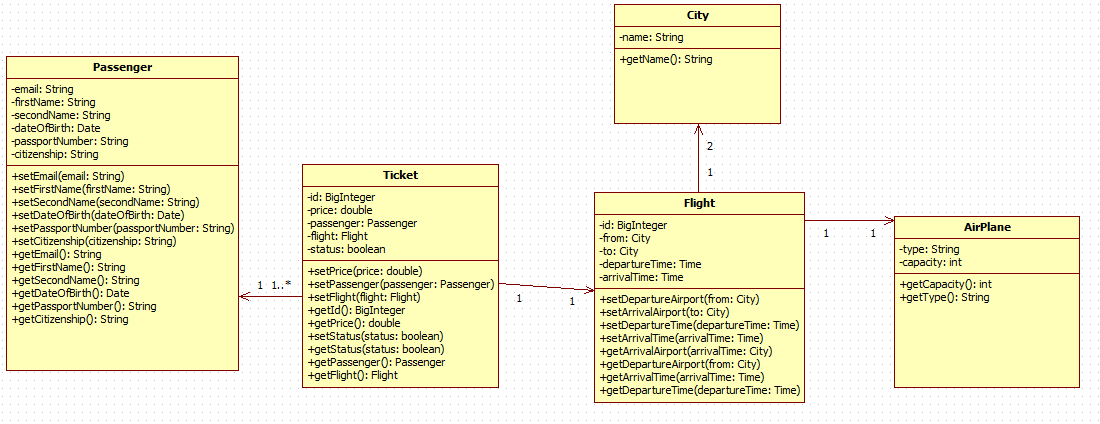 City
-name: String
+getName(): String
Passenger
-email: String
-firstName: String
-secondName: String
-dateOfBirth: Date
-passportNumber: String
-citizenship: String
+setEmail(email: String)
+setFirstName(firstName: String)
+setSecondName(secondName: String)
+setDateOfBirth(dateOfBirth: Date)
+setPassportNumber(passportNumber: String)
+setCitizenship(citizenship: String)
+getEmail(): String
+getFirstName(): String
+getSecondName(): String
+getDateOfBirth(): Date
+getPassportNumber(): String
+getCitizenship(): String
1 1..*
Ticket
-id: BigInteger
-price: double
-passenger: Passenger
-flight: Flight
-status: boolean
+setPrice(price: double)
+setPassenger(passenger: Passenger)
+setFlight(flight: Flight)
+getId(): BigInteger
+getPrice(): double
+setStatus(status: boolean)
+getStatus(status: boolean)
+getPassenger(): Passenger
+getFlight(): Flight
1 1
2
1
Flight
-id: BigInteger
-from: City
-to: City
-departureTime: Time
-arrivalTime: Time
+setDepartureAirport(from: City)
+setArrivalAirport(to: City)
+setDepartureTime(departureTime: Time)
+setArrivalTime(arrivalTime: Time)
+getArrivalAirport(arrivalTime: City)
+getDepartureAirport(from: City)
+getArrivalTime(arrivalTime: Time)
+getDepartureTime(departureTime: Time)
1 1
AirPlane
-type: String
-capacity: int
+getCapacity(): int
+getType(): String